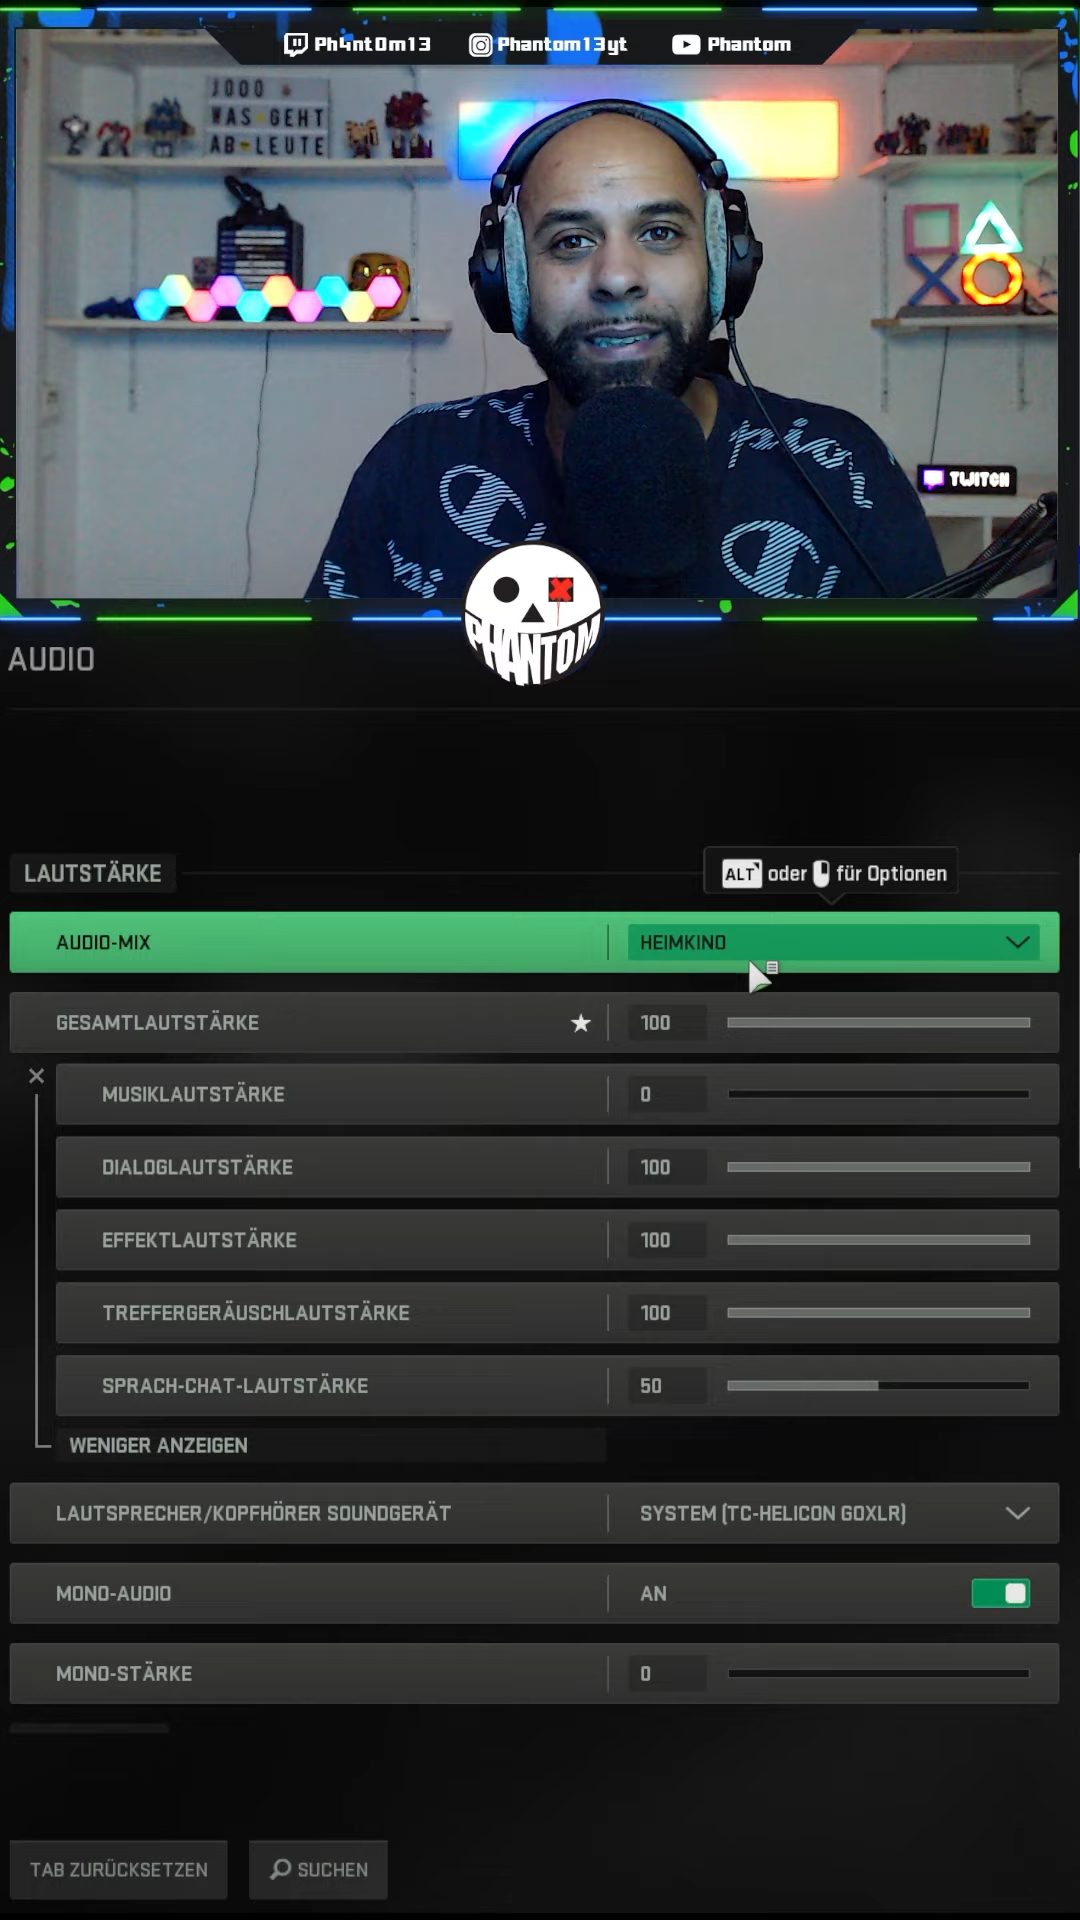 Ph4nt0m13
Phantom13yt
Phantom
JOOO
WAS GEHT
AB LEUTE
TWITCH
PHANTOM
AUDIO
LAUTSTÄRKE
ALT oder für Optionen
AUDIO-MIX
HEIMKINO
GESAMTLAUTSTÄRKE
100
MUSIKLAUTSTÄRKE
0
DIALOGLAUTSTÄRKE
100
EFFEKTLAUTSTÄRKE
100
TREFFERGERÄUSCHLAUTSTÄRKE
100
SPRACH-CHAT-LAUTSTÄRKE
50
WENIGER ANZEIGEN
LAUTSPRECHER/KOPFHÖRER SOUNDGERÄT
SYSTEM (TC-HELICON GOXLR)
MONO-AUDIO
AN
MONO-STÄRKE
0
TAB ZURÜCKSETZEN
SUCHEN